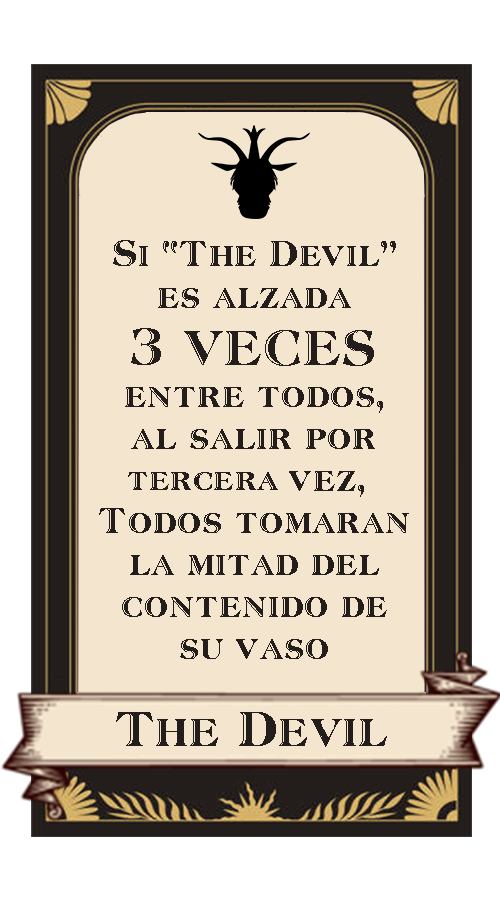 Si “The Devil”
es alzada
3 veces
entre todos,
al salir por
tercera vez,
Todos tomaran
la mitad del
contenido de
su vaso
The Devil